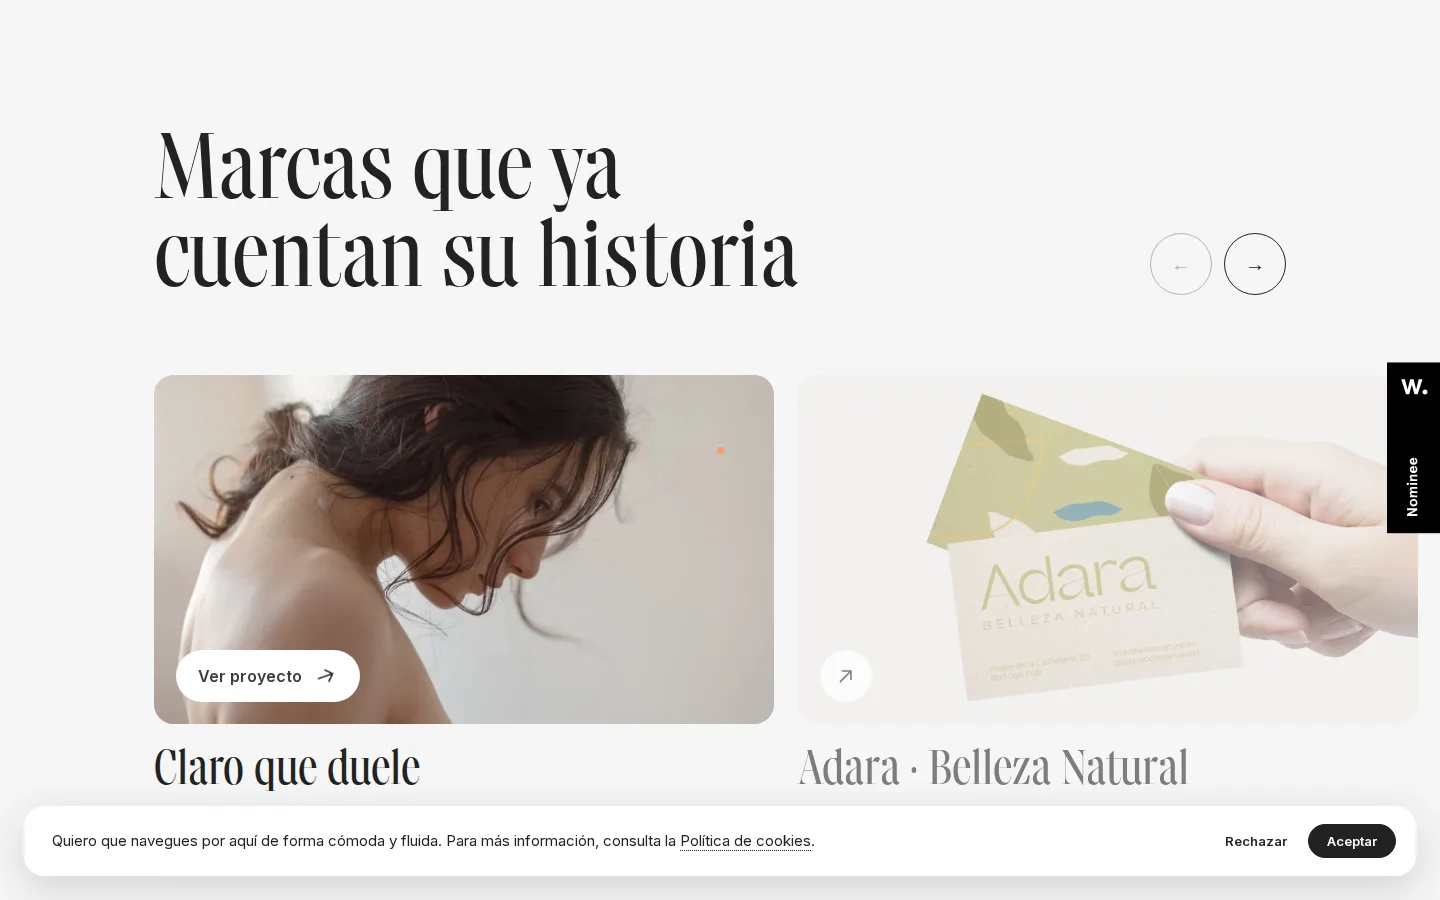 Marcas que ya
cuentan su historia
← →
W.
Nominee
Adara
BELLEZA NATURAL
Ver proyecto
Claro que duele
Adara · Belleza Natural
Quiero que navegues por aquí de forma cómoda y fluida. Para más información, consulta la Política de cookies.
Rechazar
Aceptar